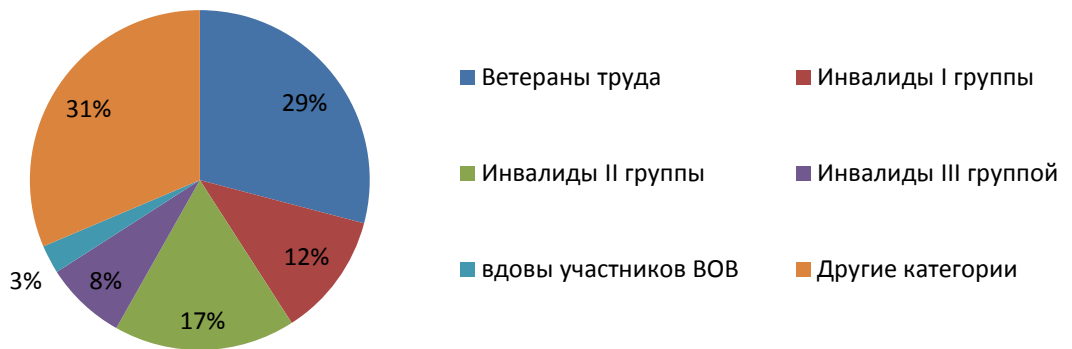 31%
29%
12%
17%
8%
3%
Ветераны труда
Инвалиды I группы
Инвалиды II группы
Инвалиды III группой
вдовы участников ВОВ
Другие категории